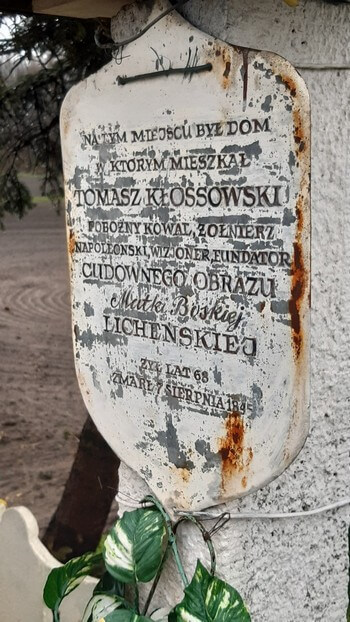 NA TYM MIEJSCU BYŁ DOM
W KTÓRYM MIESZKAŁ
TOMASZ KŁOSSOWSKI
POBOŻNY KOWAL, ŻOŁNIERZ
NAPOLEOŃSKI, WIZJONER, FUNDATOR
CUDOWNEGO OBRAZU
Matki Boskiej
LICHEŃSKIEJ
ŻYŁ LAT 68
ZMARŁ 7 SIERPNIA